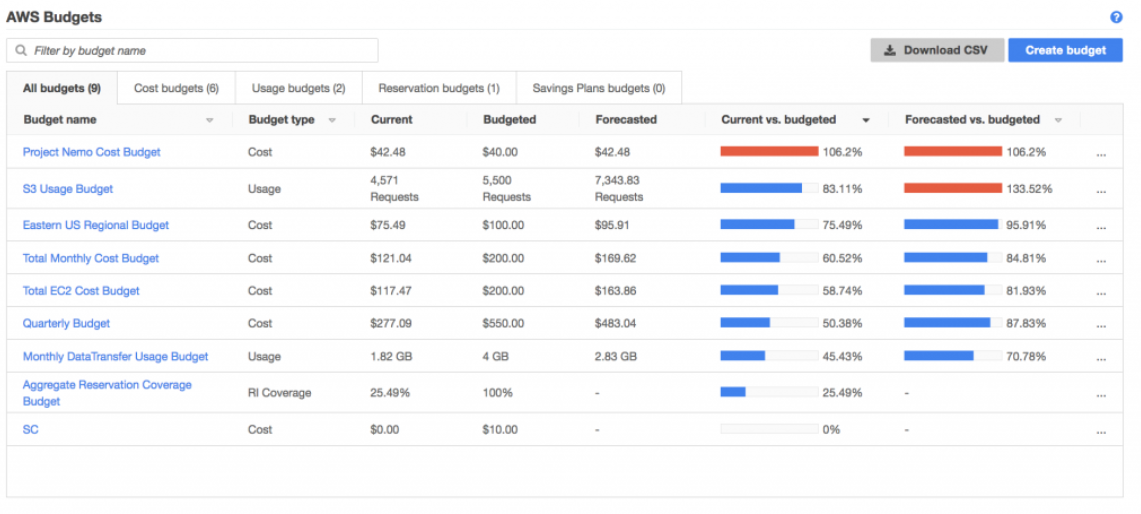 AWS Budgets
?
Filter by budget name
Download CSV Create budget
All budgets (9) Cost budgets (6) Usage budgets (2) Reservation budgets (1) Savings Plans budgets (0)
Budget name Budget type Current Budgeted Forecasted Current vs. budgeted Forecasted vs. budgeted
Project Nemo Cost Budget Cost $42.48 $40.00 $42.48 106.2% 106.2% ...
S3 Usage Budget Usage 4,571 Requests 5,500 Requests 7,343.83 Requests 83.11% 133.52% ...
Eastern US Regional Budget Cost $75.49 $100.00 $95.91 75.49% 95.91% ...
Total Monthly Cost Budget Cost $121.04 $200.00 $169.62 60.52% 84.81% ...
Total EC2 Cost Budget Cost $117.47 $200.00 $163.86 58.74% 81.93% ...
Quarterly Budget Cost $277.09 $550.00 $483.04 50.38% 87.83% ...
Monthly DataTransfer Usage Budget Usage 1.82 GB 4 GB 2.83 GB 45.43% 70.78% ...
Aggregate Reservation Coverage
Budget RI Coverage 25.49% 100% - 25.49% - ...
SC Cost $0.00 $10.00 - 0% - ...